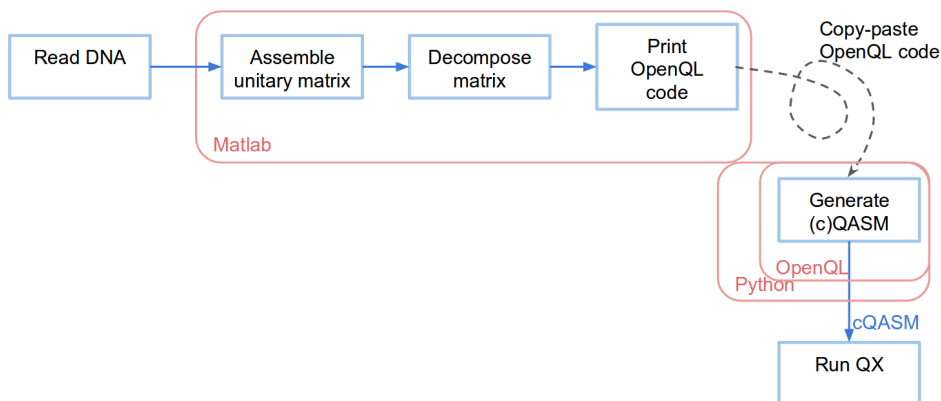 Read DNA
Assemble
unitary matrix
Decompose
matrix
Print
OpenQL
code
Copy-paste
OpenQL code
Matlab
Generate
(c)QASM
OpenQL
Python
cQASM
Run QX